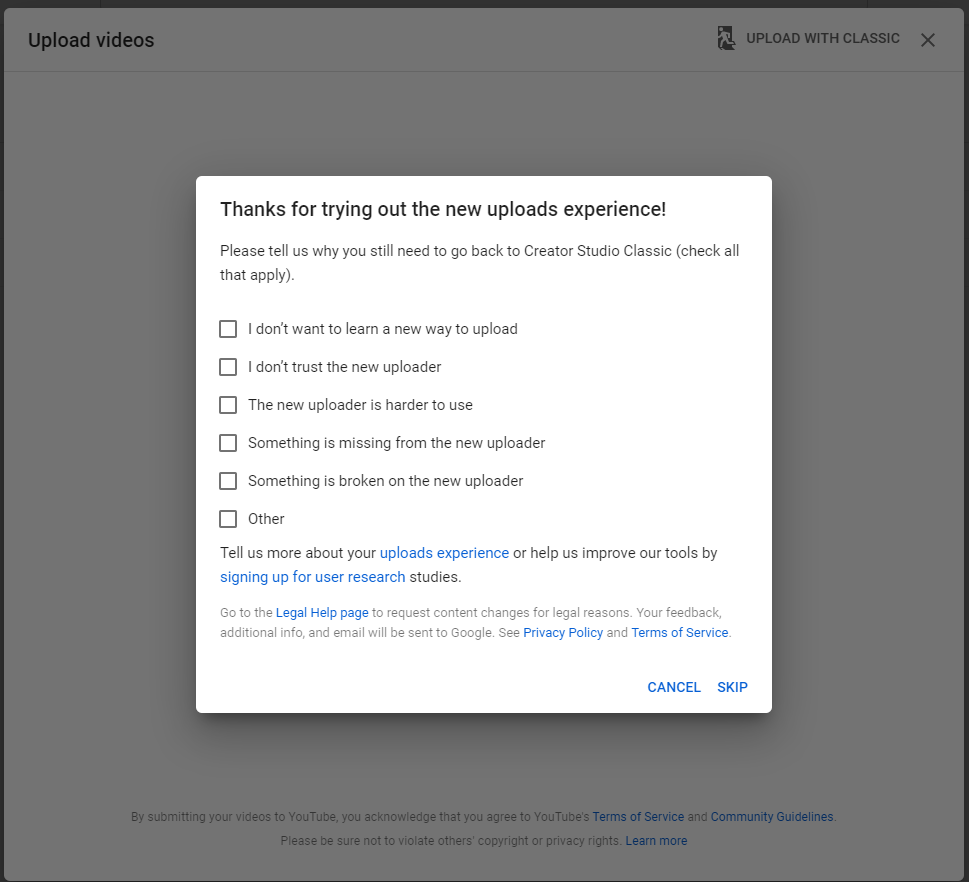 Upload videos
UPLOAD WITH CLASSIC
Thanks for trying out the new uploads experience!
Please tell us why you still need to go back to Creator Studio Classic (check all
that apply).
I don’t want to learn a new way to upload
I don’t trust the new uploader
The new uploader is harder to use
Something is missing from the new uploader
Something is broken on the new uploader
Other
Tell us more about your uploads experience or help us improve our tools by
signing up for user research studies.
Go to the Legal Help page to request content changes for legal reasons. Your feedback,
additional info, and email will be sent to Google. See Privacy Policy and Terms of Service.
CANCEL SKIP
By submitting your videos to YouTube, you acknowledge that you agree to YouTube's Terms of Service and Community Guidelines.
Please be sure not to violate others' copyright or privacy rights. Learn more